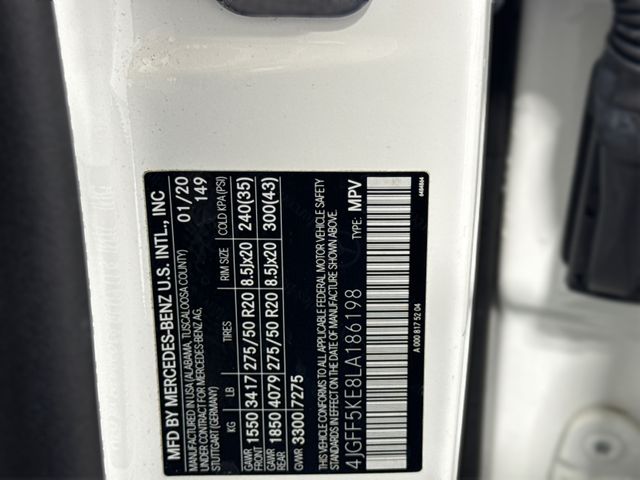 MFD BY MERCEDES-BENZ U.S. INTL., INC
MANUFACTURED IN USA (ALABAMA, TUSCALOOSA COUNTY) 01/20
UNDER CONTRACT FOR MERCEDES-BENZ AG, 149
STUTTGART (GERMANY)
KG LB TIRES RIM SIZE COLD KPA (PSI)
GAWR FRONT 1550 3417 275/50 R20 8.5Jx20 240(35)
GAWR REAR 1850 4079 275/50 R20 8.5Jx20 300(43)
GVWR 3300 7275
THIS VEHICLE CONFORMS TO ALL APPLICABLE FEDERAL MOTOR VEHICLE SAFETY
STANDARDS IN EFFECT ON THE DATE OF MANUFACTURE SHOWN ABOVE.
TYPE: MPV
4JGFF5KE8LA186198
A 000 817 52 04